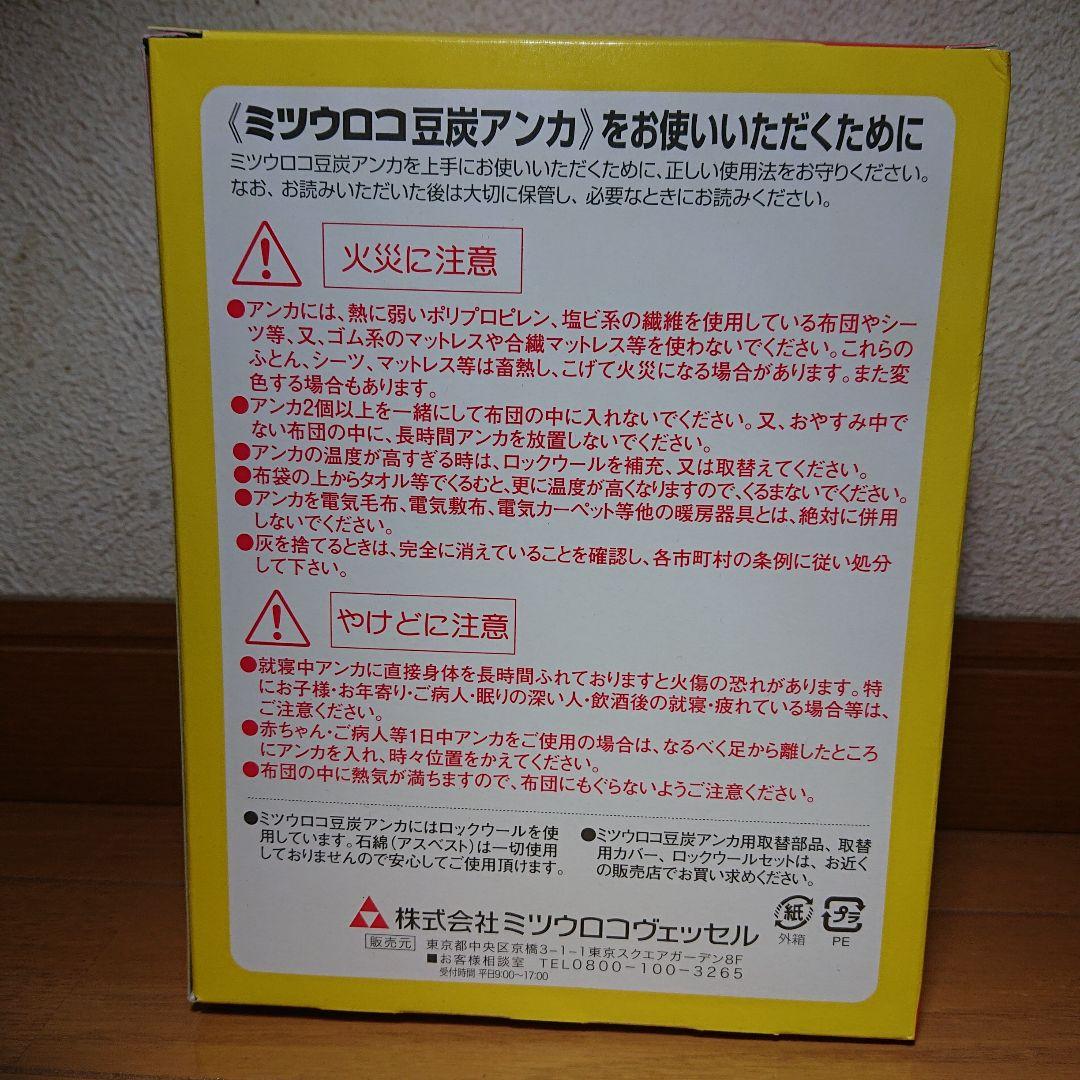 《ミツウロコ豆炭アンカ》をお使いいただくために
ミツウロコ豆炭アンカを上手にお使いいただくために、正しい使用法をお守りください。
なお、お読みいただいた後は大切に保管し、必要なときにお読みください。
火災に注意
●アンカには、熱に弱いポリプロピレン、塩ビ系の繊維を使用している布団やシー
ツ等、又、ゴム系のマットレスや合繊マットレス等を使わないでください。これらの
ふとん、シーツ、マットレス等は畜熱し、こげて火災になる場合があります。また変
色する場合もあります。
●アンカ2個以上を一緒にして布団の中に入れないでください。又、おやすみ中で
ない布団の中に、長時間アンカを放置しないでください。
●アンカの温度が高すぎる時は、ロックウールを補充、又は取替えてください。
●布袋の上からタオル等でくるむと、更に温度が高くなりますので、くるまないでください。
●アンカを電気毛布、電気敷布、電気カーペット等他の暖房器具とは、絶対に併用
しないでください。
●灰を捨てるときは、完全に消えていることを確認し、各市町村の条例に従い処分
して下さい。
やけどに注意
●就寝中アンカに直接身体を長時間ふれておりますと火傷の恐れがあります。特
にお子様・お年寄り・ご病人・眠りの深い人・飲酒後の就寝・疲れている場合等は、
ご注意ください。
●赤ちゃん・ご病人等1日中アンカをご使用の場合は、なるべく足から離したところ
にアンカを入れ、時々位置をかえてください。
●布団の中に熱気が満ちますので、布団にもぐらないようご注意ください。
●ミツウロコ豆炭アンカにはロックウールを使
用しています。石綿(アスベスト)は一切使用
しておりませんので安心してご使用頂けます。
●ミツウロコ豆炭アンカ用取替部品、取替
用カバー、ロックウールセットは、お近く
の販売店でお買い求めください。
株式会社ミツウロコヴェッセル
販売元 東京都中央区京橋3-1-1東京スクエアガーデン8F
■お客様相談室 TEL0800-100-3265
受付時間 平日9:00〜17:00
紙
外箱
プラ
PE